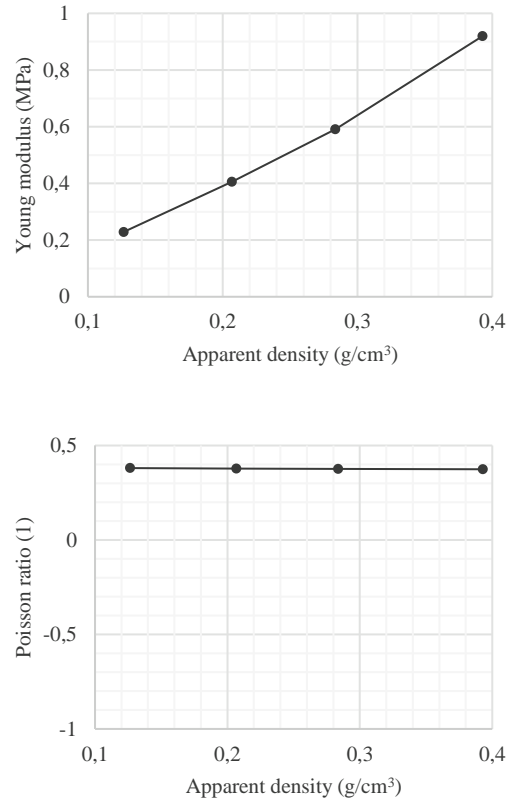 1
0,8
0,6
0,4
0,2
0
Young modulus (MPa)
0,1 0,2 0,3 0,4
Apparent density (g/cm³)
0,5
0
-0,5
-1
Poisson ratio (1)
0,1 0,2 0,3 0,4
Apparent density (g/cm³)